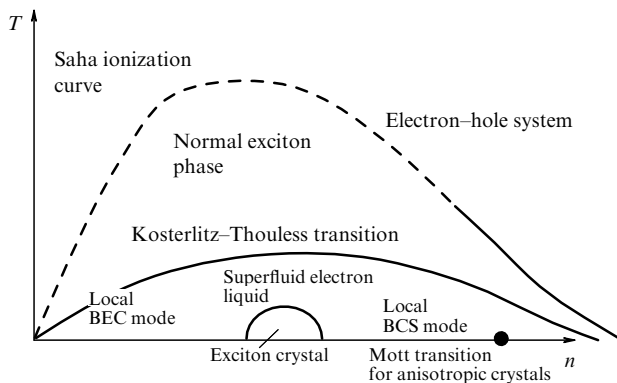 T
Saha ionization
curve
Electron–hole system
Normal exciton
phase
Kosterlitz–Thouless transition
Superfluid electron
liquid
Local
BEC mode
Local
BCS mode
Exciton crystal
Mott transition
for anisotropic crystals
n